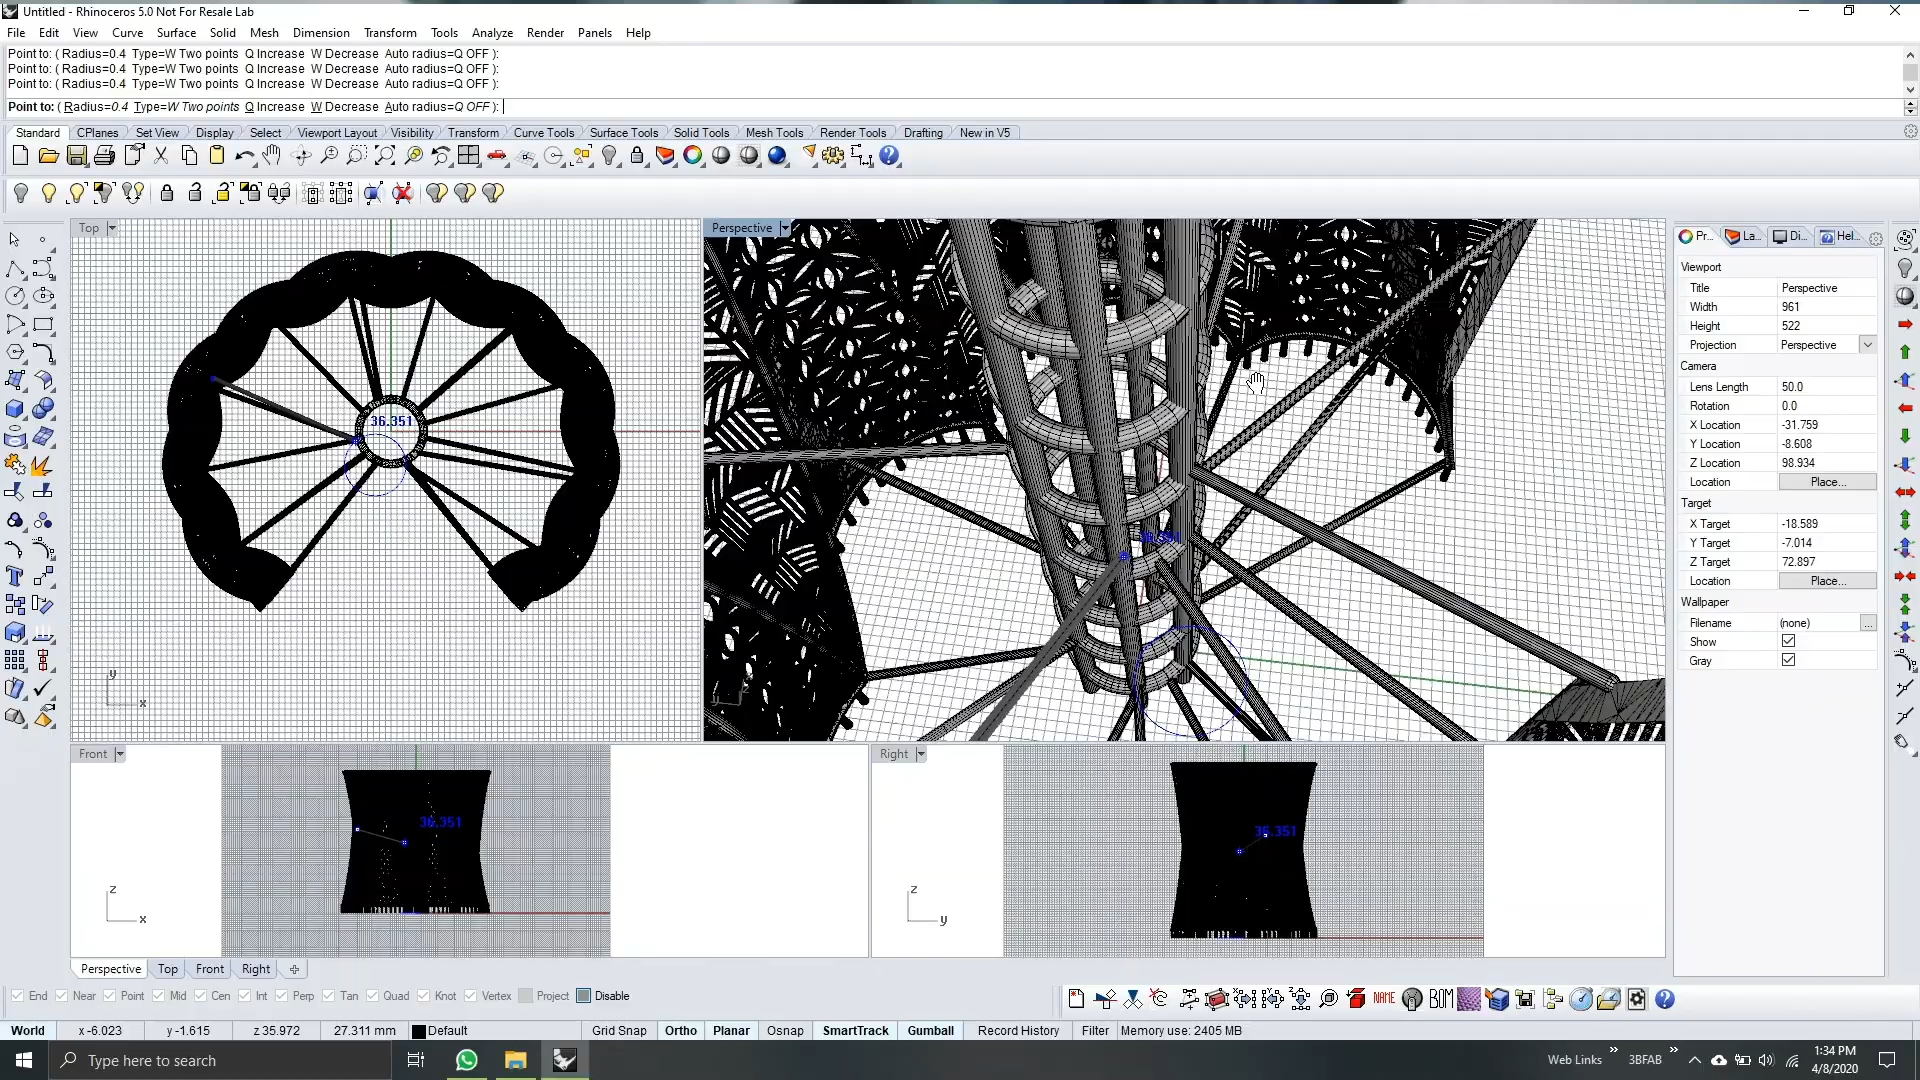 Untitled - Rhinoceros 5.0 Not For Resale Lab
File Edit View Curve Surface Solid Mesh Dimension Transform Tools Analyze Render Panels Help
Point to: ( Radius=0.4 Type=W Two points Q Increase W Decrease Auto radius=Q OFF ):
Point to: ( Radius=0.4 Type=W Two points Q Increase W Decrease Auto radius=Q OFF ):
Point to: ( Radius=0.4 Type=W Two points Q Increase W Decrease Auto radius=Q OFF ):
Point to: ( Radius=0.4 Type=W Two points Q Increase W Decrease Auto radius=Q OFF ):
Standard CPlanes Set View Display Select Viewport Layout Visibility Transform Curve Tools Surface Tools Solid Tools Mesh Tools Render Tools Drafting New in V5
Top
36.351
y
x
Perspective
z
Front
36.351
z
x
Right
36.351
z
y
Pr... La... Di... Hel...
Viewport
Title Perspective
Width 961
Height 522
Projection Perspective
Camera
Lens Length 50.0
Rotation 0.0
X Location -31.759
Y Location -8.608
Z Location 98.934
Location Place...
Target
X Target -18.589
Y Target -7.014
Z Target 72.897
Location Place...
Wallpaper
Filename (none) ...
Show
Gray
Perspective Top Front Right
End Near Point Mid Cen Int Perp Tan Quad Knot Vertex Project Disable
NAME BOM
World x -6.023 y -1.615 z 35.972 27.311 mm Default Grid Snap Ortho Planar Osnap SmartTrack Gumball Record History Filter Memory use: 2405 MB
Type here to search
Web Links » 3BFAB »
1:34 PM
4/8/2020